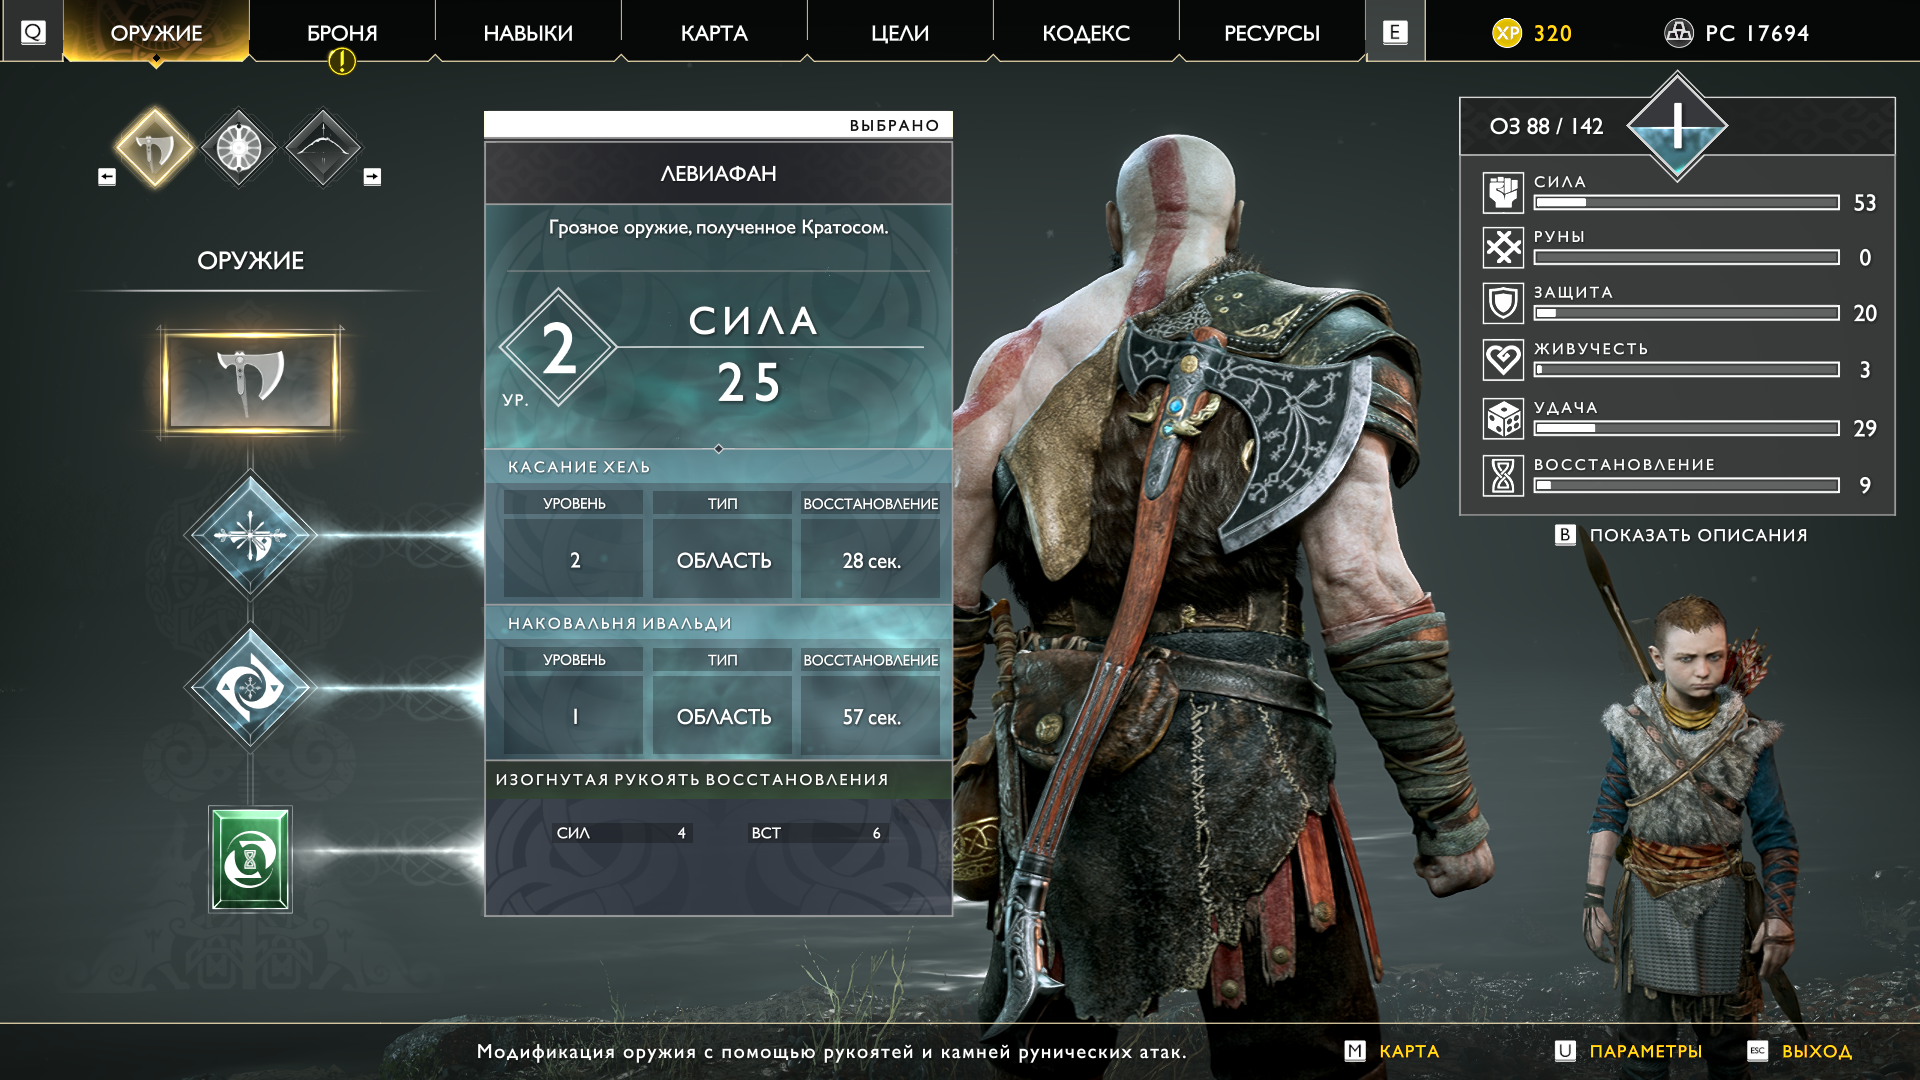 Q
ОРУЖИЕ
БРОНЯ
НАВЫКИ
КАРТА
ЦЕЛИ
КОДЕКС
РЕСУРСЫ
E
XP 320
РС 17694
ВЫБРАНО
ЛЕВИАФАН
Грозное оружие, полученное Кратосом.
2
УР.
СИЛА
25
КАСАНИЕ ХЕЛЬ
УРОВЕНЬ ТИП ВОССТАНОВЛЕНИЕ
2 ОБЛАСТЬ 28 сек.
НАКОВАЛЬНЯ ИВАЛЬДИ
УРОВЕНЬ ТИП ВОССТАНОВЛЕНИЕ
1 ОБЛАСТЬ 57 сек.
ИЗОГНУТАЯ РУКОЯТЬ ВОССТАНОВЛЕНИЯ
СИЛ 4 ВСТ 6
ОРУЖИЕ
ОЗ 88 / 142
1
СИЛА
53
РУНЫ
0
ЗАЩИТА
20
ЖИВУЧЕСТЬ
3
УДАЧА
29
ВОССТАНОВЛЕНИЕ
9
B ПОКАЗАТЬ ОПИСАНИЯ
Модификация оружия с помощью рукоятей и камней рунических атак.
M КАРТА
U ПАРАМЕТРЫ
ESC ВЫХОД